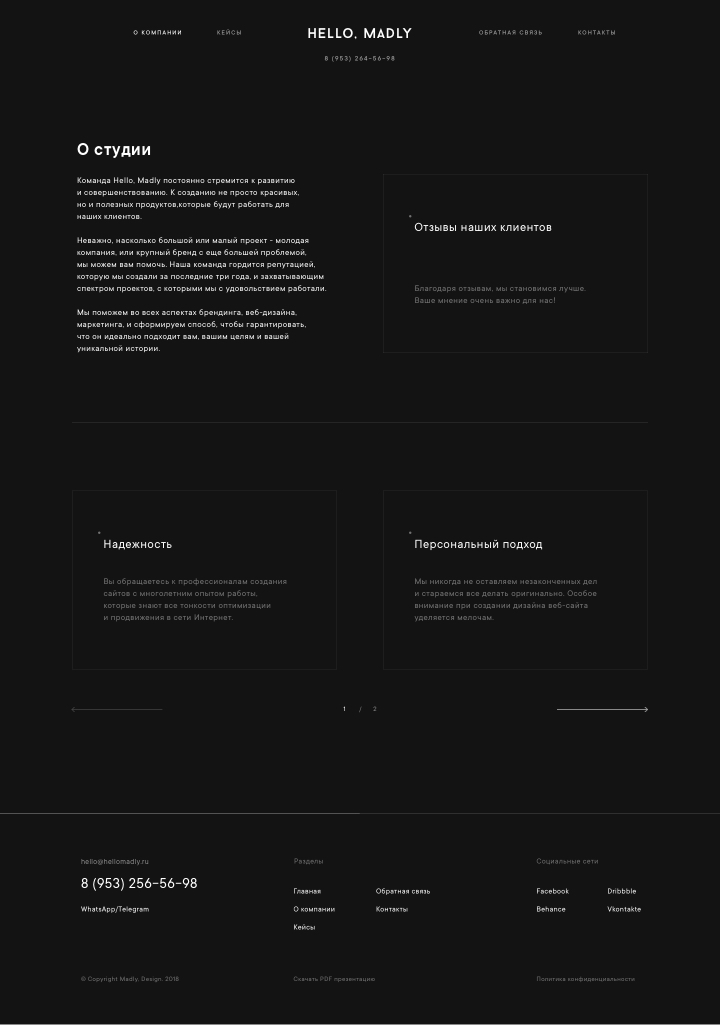 О КОМПАНИИ
КЕЙСЫ
HELLO, MADLY
ОБРАТНАЯ СВЯЗЬ
КОНТАКТЫ
8 (953) 264-56-98
О студии
Команда Hello, Madly постоянно стремится к развитию
и совершенствованию. К созданию не просто красивых,
но и полезных продуктов,которые будут работать для
наших клиентов.
Неважно, насколько большой или малый проект - молодая
компания, или крупный бренд с еще большей проблемой,
мы можем вам помочь. Наша команда гордится репутацией,
которую мы создали за последние три года, и захватывающим
спектром проектов, с которыми мы с удовольствием работали.
Мы поможем во всех аспектах брендинга, веб-дизайна,
маркетинга, и сформируем способ, чтобы гарантировать,
что он идеально подходит вам, вашим целям и вашей
уникальной истории.
Отзывы наших клиентов
Благодаря отзывам, мы становимся лучше.
Ваше мнение очень важно для нас!
Надежность
Вы обращаетесь к профессионалам создания
сайтов с многолетним опытом работы,
которые знают все тонкости оптимизации
и продвижения в сети Интернет.
Персональный подход
Мы никогда не оставляем незаконченных дел
и стараемся все делать оригинально. Особое
внимание при создании дизайна веб-сайта
уделяется мелочам.
1 / 2
hello@hellomadly.ru
8 (953) 256-56-98
WhatsApp/Telegram
Разделы
Главная
Обратная связь
О компании
Контакты
Кейсы
Социальные сети
Facebook
Dribbble
Behance
Vkontakte
© Copyright Madly. Design. 2018
Скачать PDF презентацию
Политика конфиденциальности